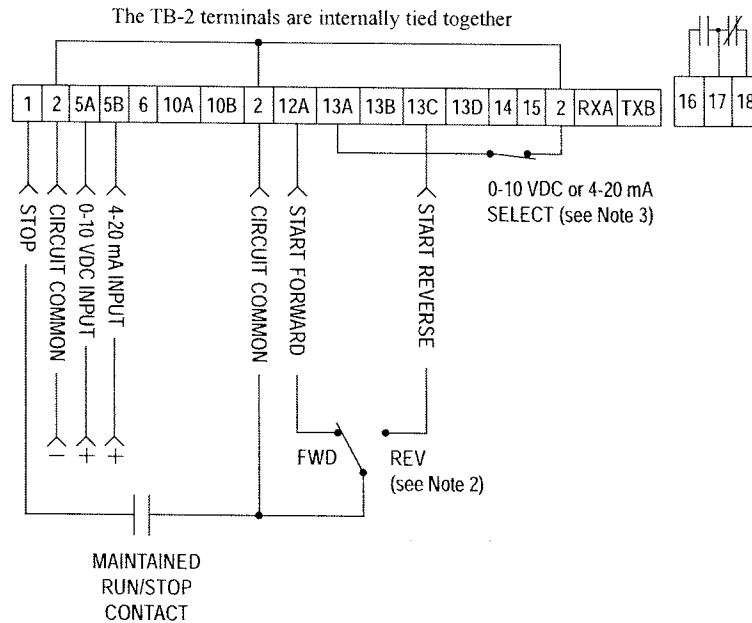 The TB-2 terminals are internally tied together
1 2 5A 5B 6 10A 10B 2 12A 13A 13B 13C 13D 14 15 2 RXA TXB
16 17 18
0-10 VDC or 4-20 mA
SELECT (see Note 3)
STOP
CIRCUIT COMMON
0-10 VDC INPUT
4-20 mA INPUT
CIRCUIT COMMON
START FORWARD
START REVERSE
− + +
FWD
REV
(see Note 2)
MAINTAINED
RUN/STOP
CONTACT